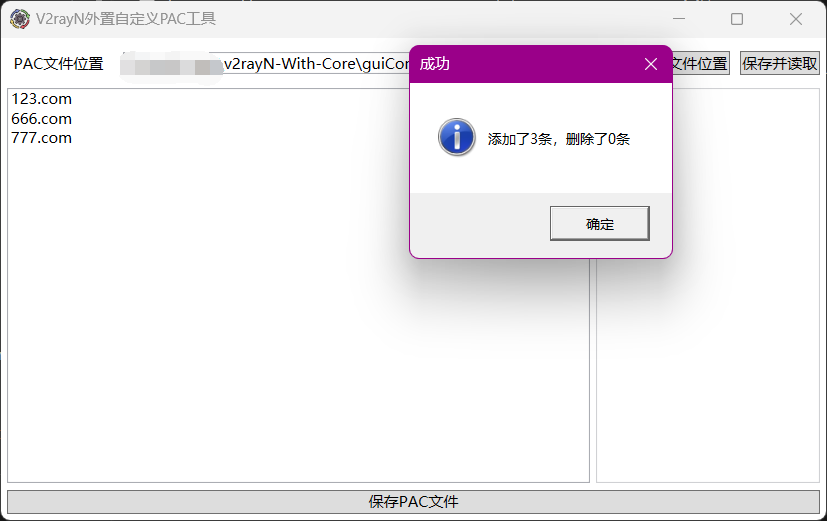 V2rayN外置自定义PAC工具
PAC文件位置
v2rayN-With-Core\guiCor
文件位置
保存并读取
成功
123.com
666.com
777.com
添加了3条，删除了0条
确定
保存PAC文件